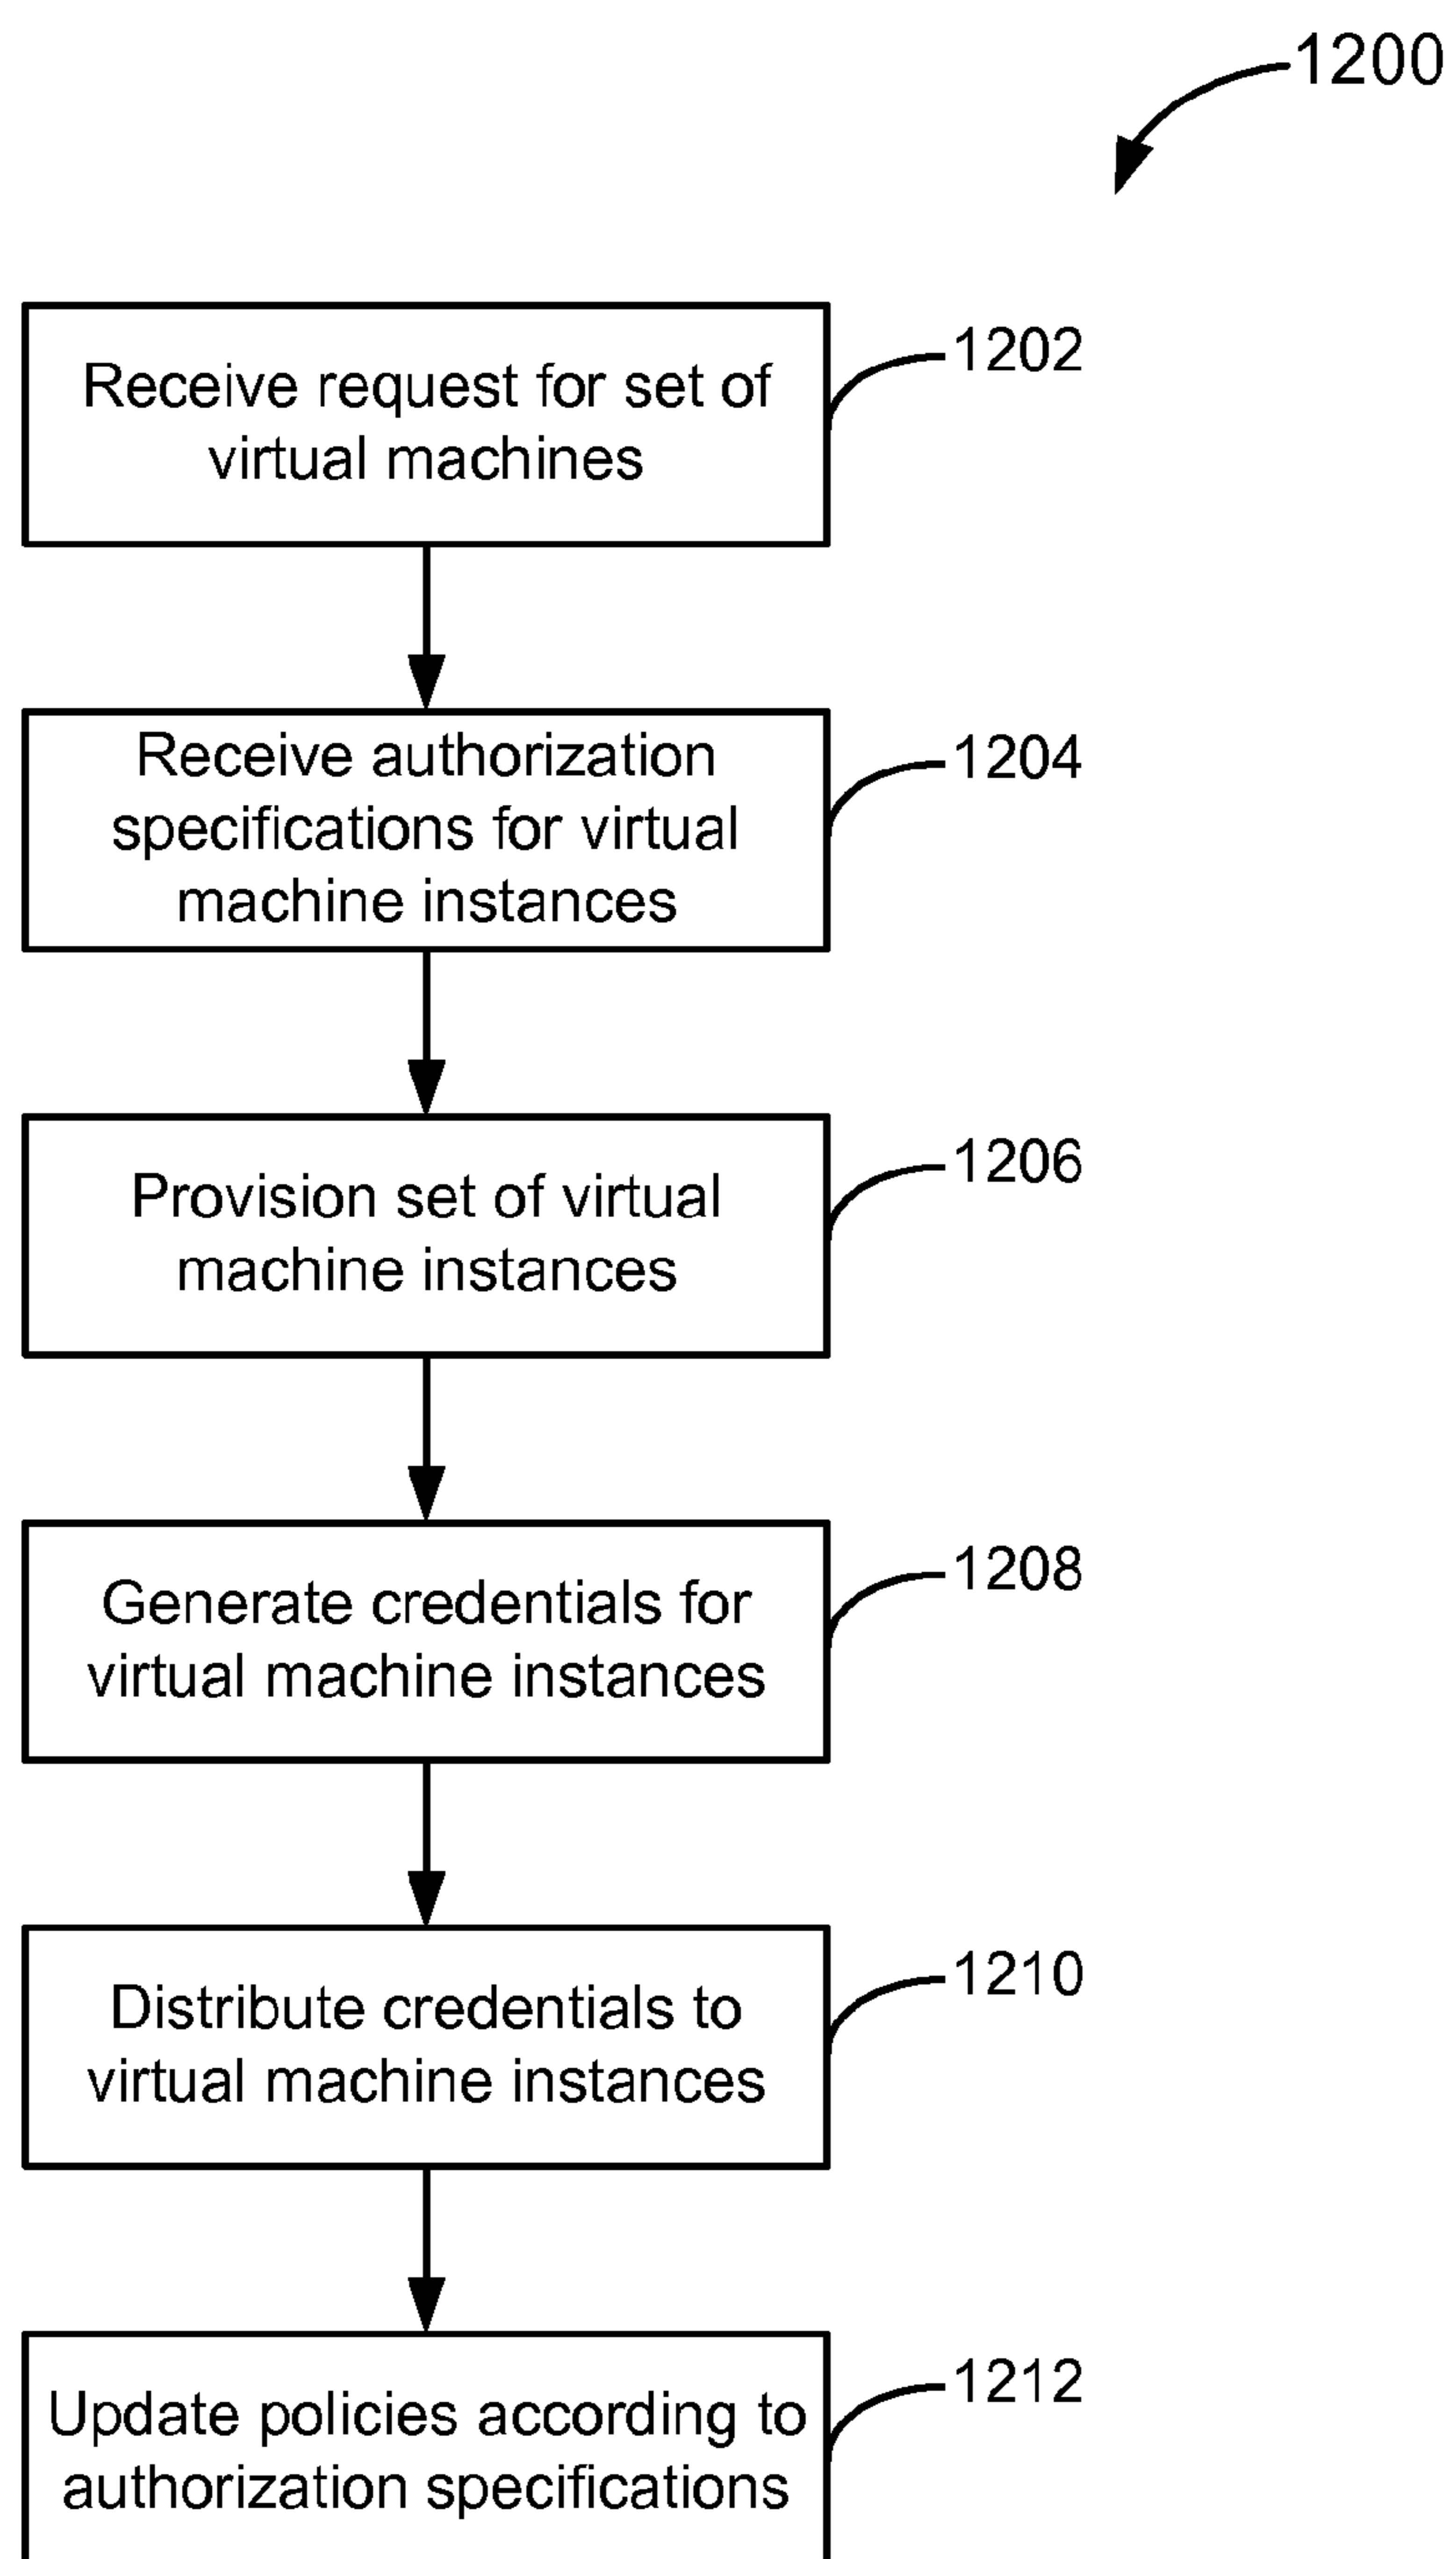 1200
Receive request for set of
virtual machines
1202
Receive authorization
specifications for virtual
machine instances
1204
Provision set of virtual
machine instances
1206
Generate credentials for
virtual machine instances
1208
Distribute credentials to
virtual machine instances
1210
Update policies according to
authorization specifications
1212